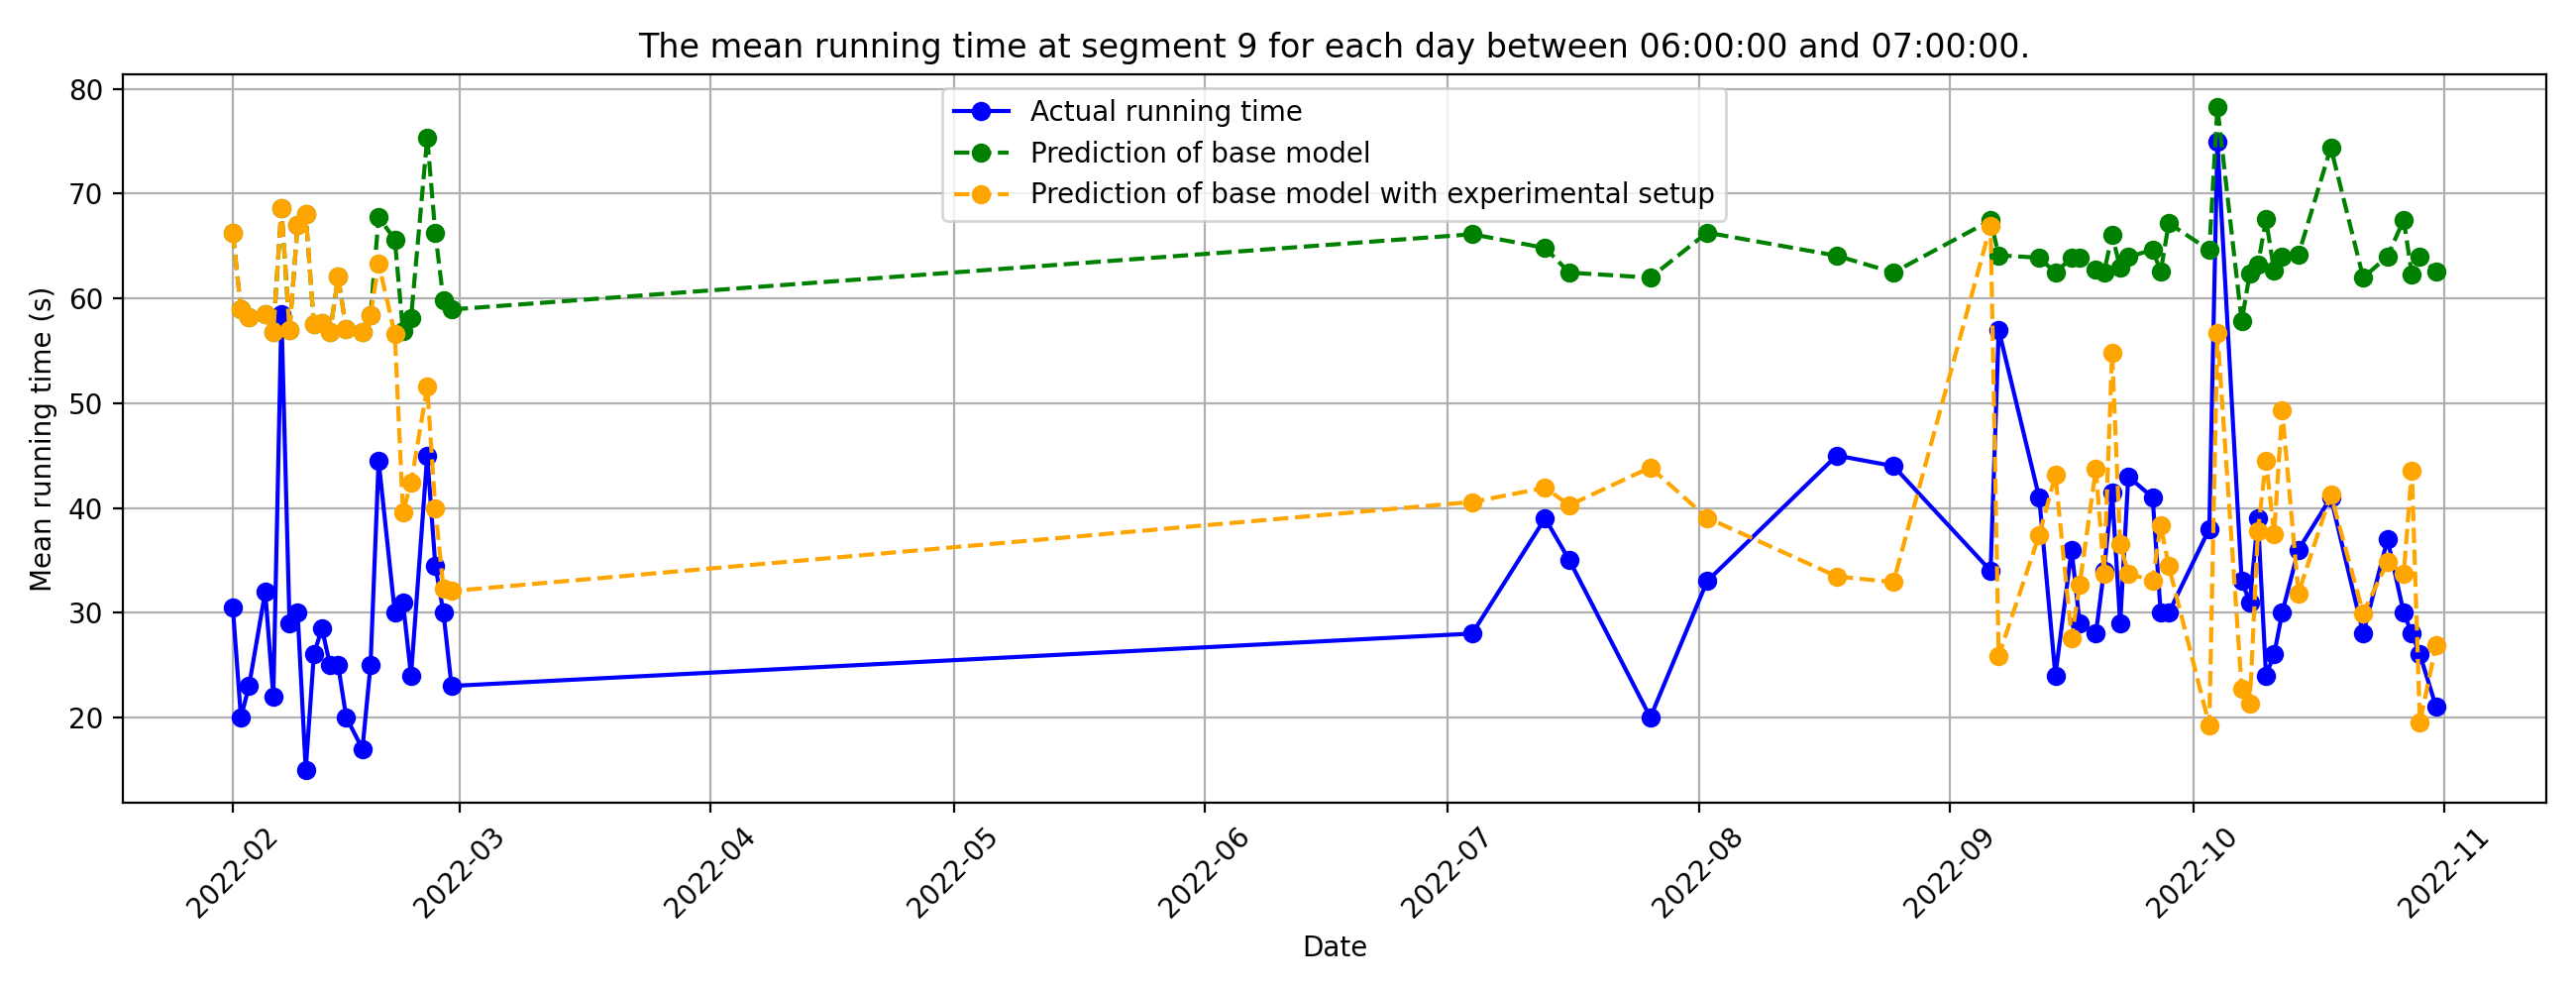 The mean running time at segment 9 for each day between 06:00:00 and 07:00:00.
Actual running time
Prediction of base model
Prediction of base model with experimental setup
Mean running time (s)
80
70
60
50
40
30
20
2022-02
2022-03
2022-04
2022-05
2022-06
2022-07
2022-08
2022-09
2022-10
2022-11
Date